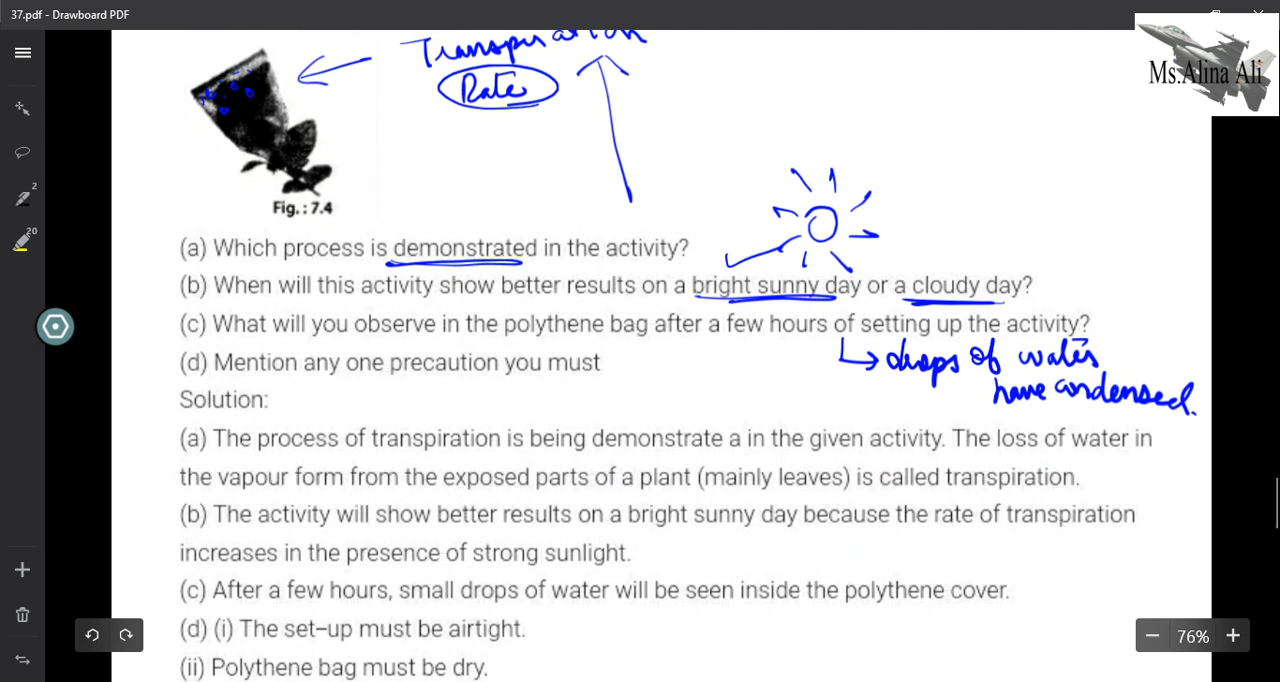 37.pdf - Drawboard PDF
Ms.Alina Ali
Transpiration
Rate
2
20
Fig.:7.4
(a) Which process is demonstrated in the activity?
(b) When will this activity show better results on a bright sunny day or a cloudy day?
(c) What will you observe in the polythene bag after a few hours of setting up the activity?
drops of water
have condensed.
(d) Mention any one precaution you must
Solution:
(a) The process of transpiration is being demonstrate a in the given activity. The loss of water in
the vapour form from the exposed parts of a plant (mainly leaves) is called transpiration.
(b) The activity will show better results on a bright sunny day because the rate of transpiration
increases in the presence of strong sunlight.
(c) After a few hours, small drops of water will be seen inside the polythene cover.
(d) (i) The set-up must be airtight.
(ii) Polythene bag must be dry.
76%